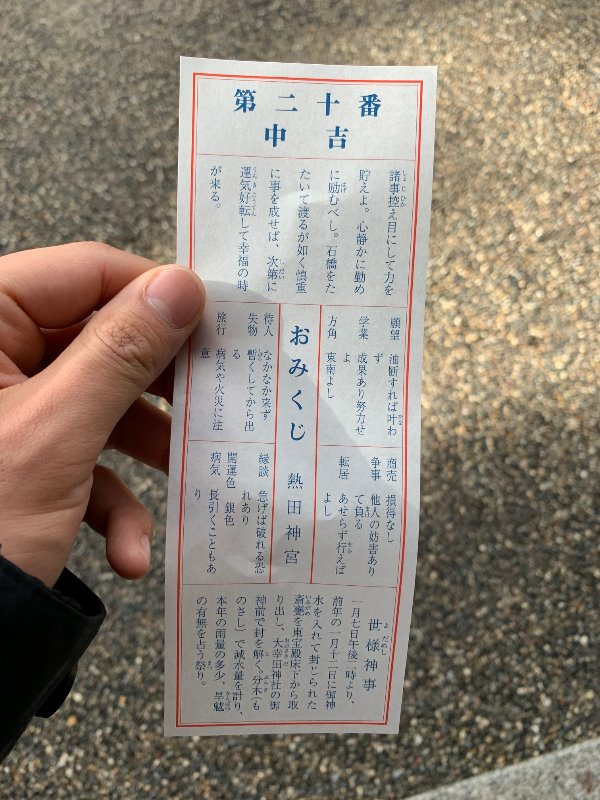 第二十番
中吉
諸事控え目にして力を
貯えよ。心静かに勤め
に励むべし。石橋をた
たいて渡るが如く慎重
に事を成せば、次第に
運気好転して幸福の時
が来る。
願望 油断すれば叶わ
ず
学業 成果あり努力せ
よ
方角 東南よし
商売 損得なし
争事 他人の妨害あり
て負る
転居 あせらず行えば
よし
おみくじ 熱田神宮
待人 なかなか来ず
失物 暫くしてから出
る
旅行 病気や火災に注
意
縁談 急げば破れる恐
れあり
開運色 銀色
病気 長引くこともあ
り
世様神事
一月七日午後二時より、
前年の一月十二日に御神
水を入れて封じられた
斎甕を東宝殿床下から取
り出し、大幸田神社の御
神前で封を解く。分木(も
のさし)で減水量を計り、
本年の雨量の多少、旱魃
の有無を占う祭り。